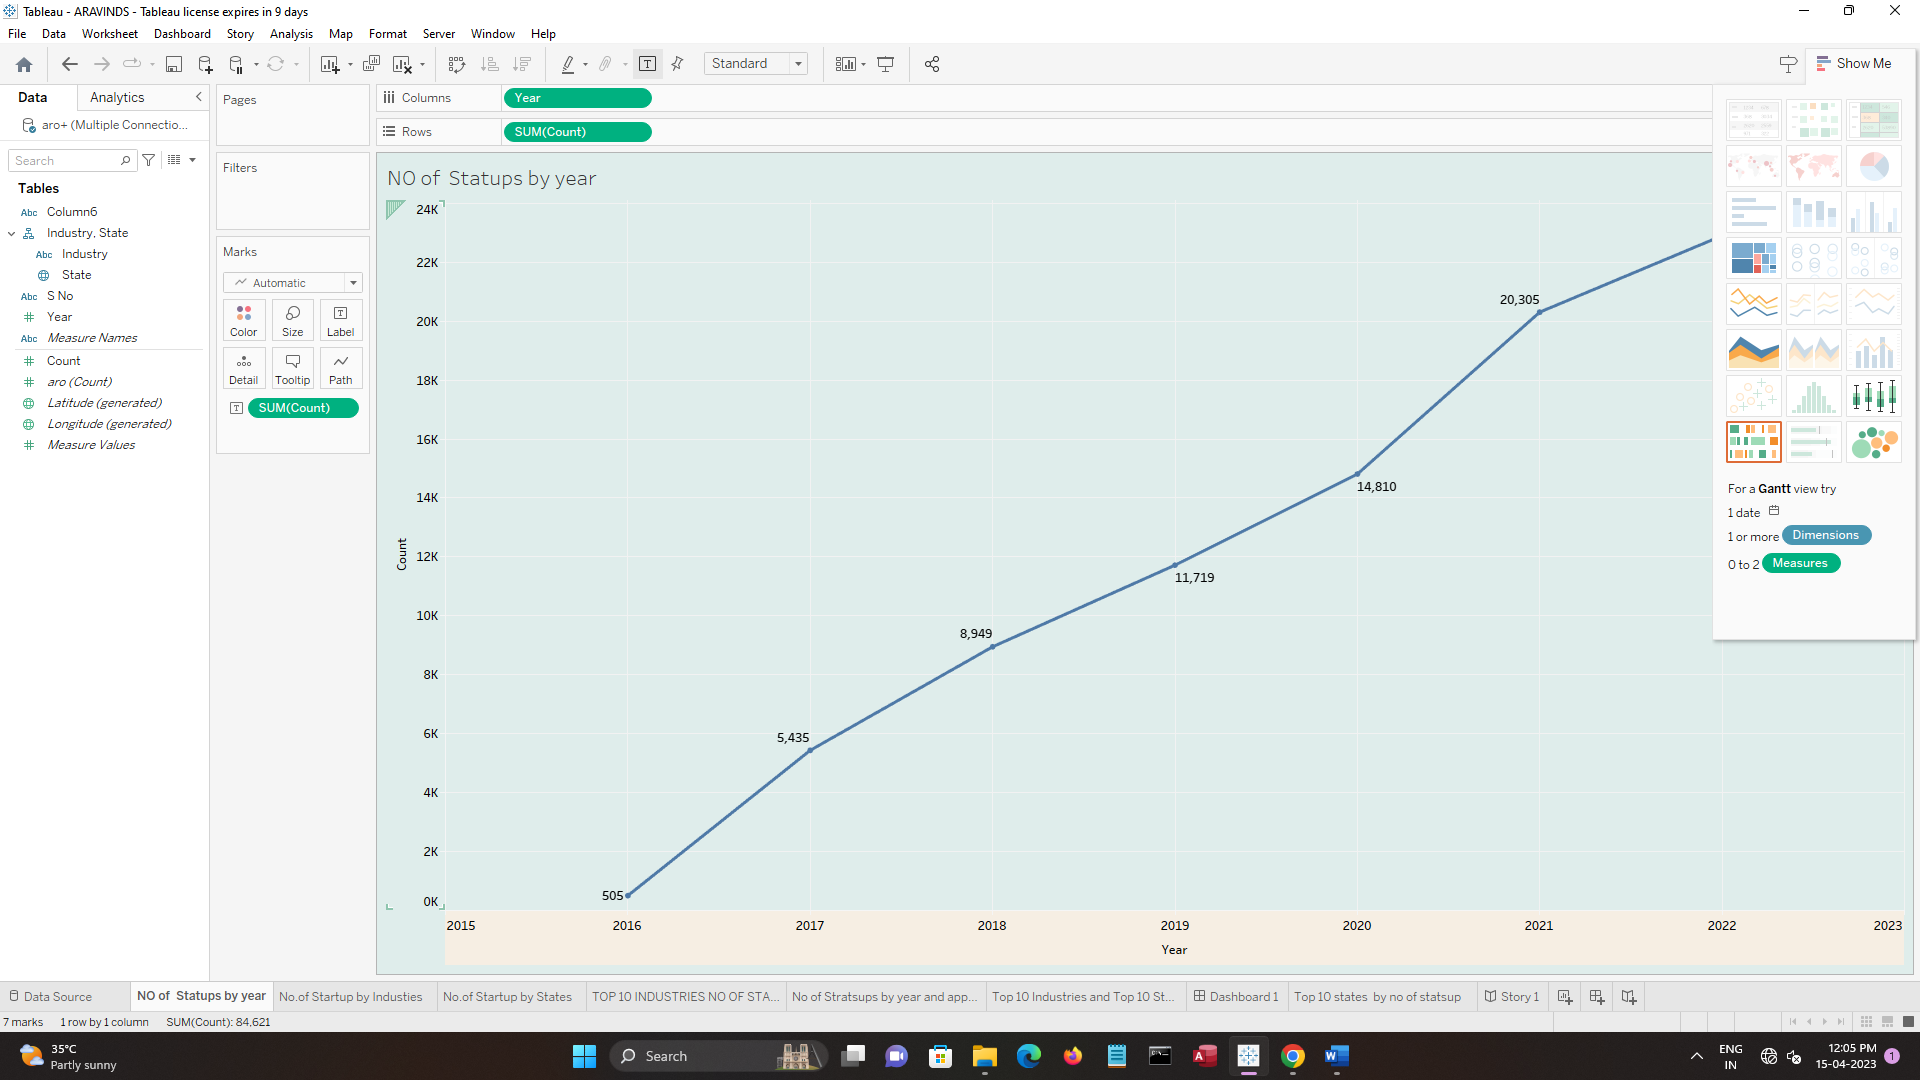 Tableau - ARAVINDS - Tableau license expires in 9 days
File Data Worksheet Dashboard Story Analysis Map Format Server Window Help
Standard
Show Me
Data Analytics
Pages
Columns Year
aro+ (Multiple Connectio...
Rows SUM(Count)
Search
Filters
Tables
NO of  Statups by year
Abc Column6
Industry, State
Abc Industry
State
Abc S No
Year
Abc Measure Names
Count
aro (Count)
Latitude (generated)
Longitude (generated)
Measure Values
Marks
Automatic
Color Size Label
Detail Tooltip Path
SUM(Count)
24K
22K
20K
18K
16K
14K
12K
10K
8K
6K
4K
2K
0K
Count
505
5,435
8,949
11,719
14,810
20,305
2015 2016 2017 2018 2019 2020 2021 2022 2023
Year
For a Gantt view try
1 date
1 or more Dimensions
0 to 2 Measures
Data Source NO of  Statups by year No.of Startup by Industies No.of Startup by States TOP 10 INDUSTRIES NO OF STA... No of Stratsups by year and app... Top 10 Industries and Top 10 St... Dashboard 1 Top 10 states  by no of statsup Story 1
7 marks 1 row by 1 column SUM(Count): 84,621
35°C
Partly sunny
Search
ENG
IN
12:05 PM
15-04-2023
1